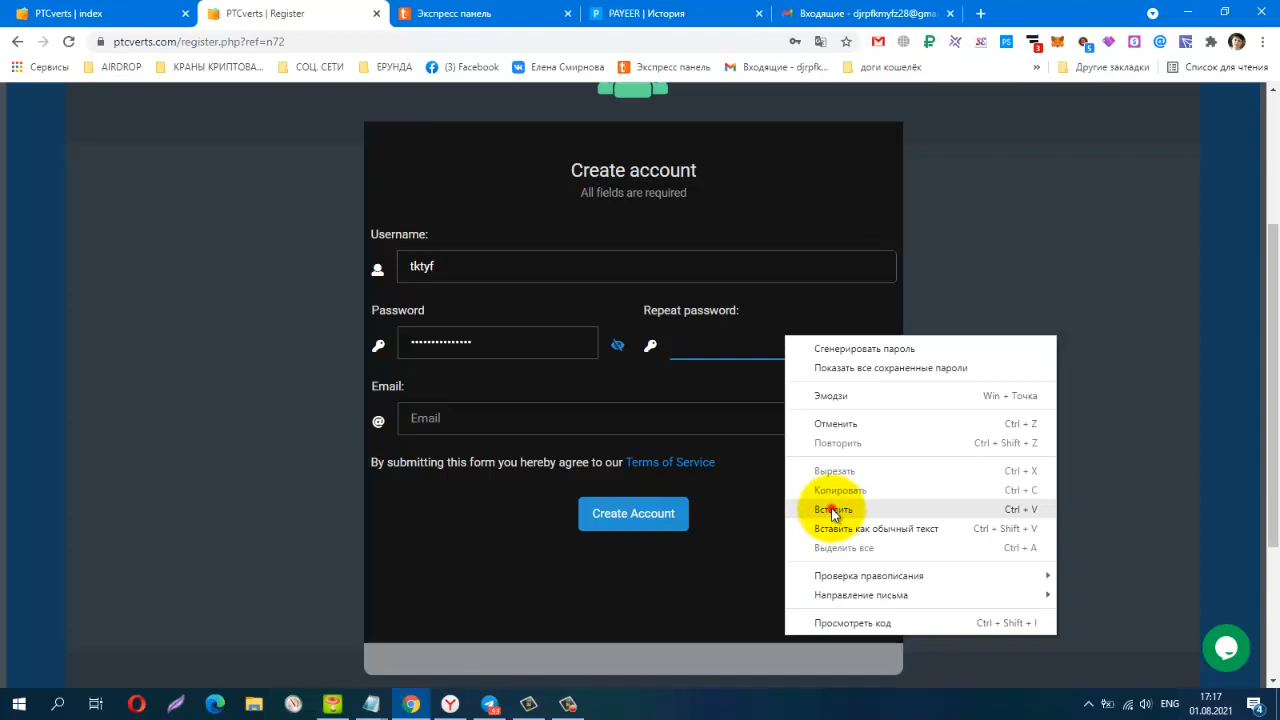 PTCverts | index
PTCverts | Register
Экспресс панель
PAYEER | История
Входящие - djrpfkmyfz28@gma
ptcverts.com/register.php?ref=n72
Сервисы
AIRDROP
КРАНЫ КРИПТОВА...
СОЦ. СЕТИ
ЕРУНДА
(3) Facebook
Елена Смирнова
Экспресс панель
Входящие - djrpfk...
доги кошелёк
»
Другие закладки
Список для чтения
Create account
All fields are required
Username:
tktyf
Password
Repeat password:
••••••••••••••
Email:
Email
By submitting this form you hereby agree to our Terms of Service
Create Account
Сгенерировать пароль
Показать все сохраненные пароли
Эмодзи Win + Точка
Отменить Ctrl + Z
Повторить Ctrl + Shift + Z
Вырезать Ctrl + X
Копировать Ctrl + C
Вставить Ctrl + V
Вставить как обычный текст Ctrl + Shift + V
Выделить все Ctrl + A
Проверка правописания
Направление письма
Просмотреть код Ctrl + Shift + I
ENG
17:17
01.08.2021